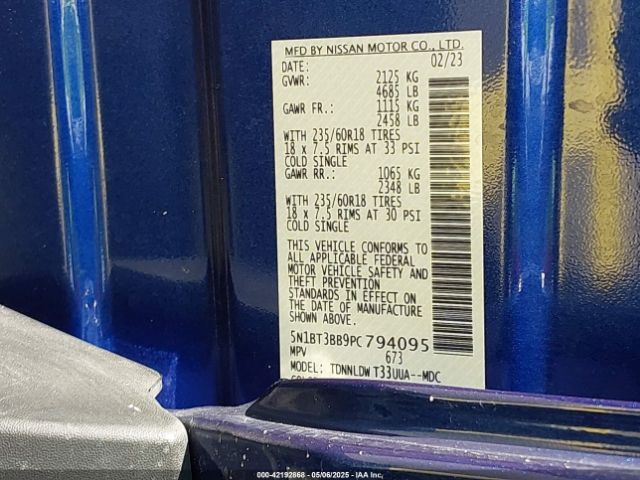 MFD BY NISSAN MOTOR CO., LTD.
DATE: 02/23
GVWR: 2125 KG
4685 LB
GAWR FR.: 1115 KG
2458 LB
WITH 235/60R18 TIRES
18 x 7.5 RIMS AT 33 PSI
COLD SINGLE
GAWR RR.: 1065 KG
2348 LB
WITH 235/60R18 TIRES
18 x 7.5 RIMS AT 30 PSI
COLD SINGLE
THIS VEHICLE CONFORMS TO
ALL APPLICABLE FEDERAL
MOTOR VEHICLE SAFETY AND
THEFT PREVENTION
STANDARDS IN EFFECT ON
THE DATE OF MANUFACTURE
SHOWN ABOVE.
5N1BT3BB9PC794095
MPV 673
MODEL: TDNNLDW T33UUA--MDC
000-42192868 - 05/06/2025 - IAA Inc.